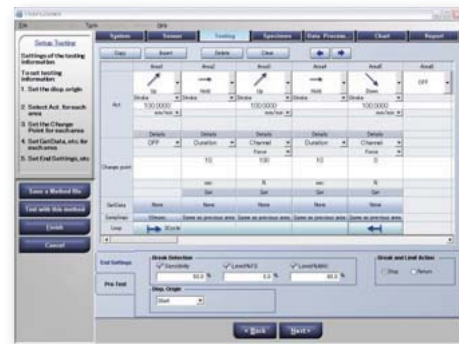 File
Tools
Help
System Sensor Testing Specimen Data Process... Chart Report
Setup Testing
Settings of the testing information
To set testing information
1. Set the disp. origin
2. Select Act. for each area
3. Set the Change Point for each area
4. Set GetData, etc. for each area
5. Set End Settings, etc
Save a Method file
Test with this method
Finish
Cancel
Copy Insert Delete Clear
Area1 Area2 Area3 Area4 Area5 Area6
Act. Up Hold Up Hold Down OFF
Stroke Stroke Stroke Stroke Stroke
100.0000 100.0000 100.0000
mm/min mm/min mm/min
Details Details Details Details Details
Change point OFF Duration Channel Duration Channel
Force Force
10 100 10 0
sec N sec N
Set Set Set Set
GetData None None None None None
Samplings 10msec Same as previous area Same as previous area Same as previous area Same as previous area
Loop 3Cycle
End Settings
Pre Test
Break Detection
Sensitivity Level(%FS) Level(%MAX)
%
%
%
Break and Limit Action
Stop Return
Disp. Origin
Start
< Back Next >